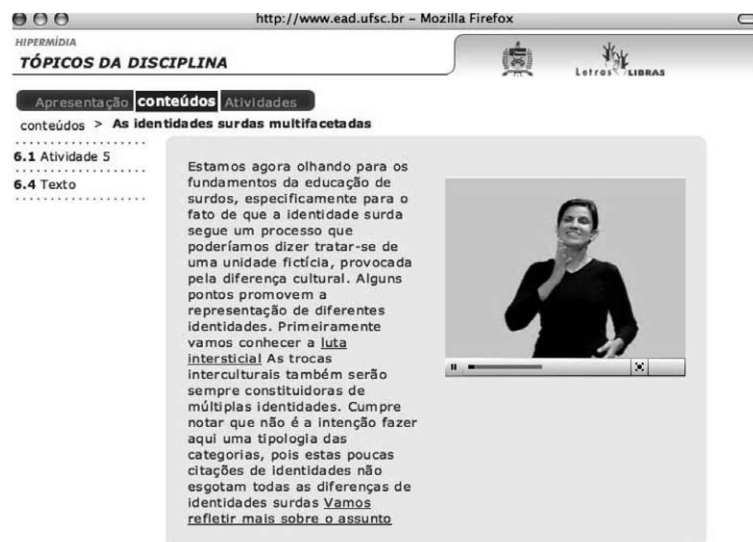 http://www.ead.ufsc.br – Mozilla Firefox
HIPERMÍDIA
TÓPICOS DA DISCIPLINA
Letras LIBRAS
Apresentação conteúdos Atividades
conteúdos > As identidades surdas multifacetadas
6.1 Atividade 5
6.4 Texto
Estamos agora olhando para os
fundamentos da educação de
surdos, especificamente para o
fato de que a identidade surda
segue um processo que
poderíamos dizer tratar-se de
uma unidade fictícia, provocada
pela diferença cultural. Alguns
pontos promovem a
representação de diferentes
identidades. Primeiramente
vamos conhecer a luta
intersticial As trocas
interculturais também serão
sempre constituidoras de
múltiplas identidades. Cumpre
notar que não é a intenção fazer
aqui uma tipologia das
categorias, pois estas poucas
citações de identidades não
esgotam todas as diferenças de
identidades surdas Vamos
refletir mais sobre o assunto